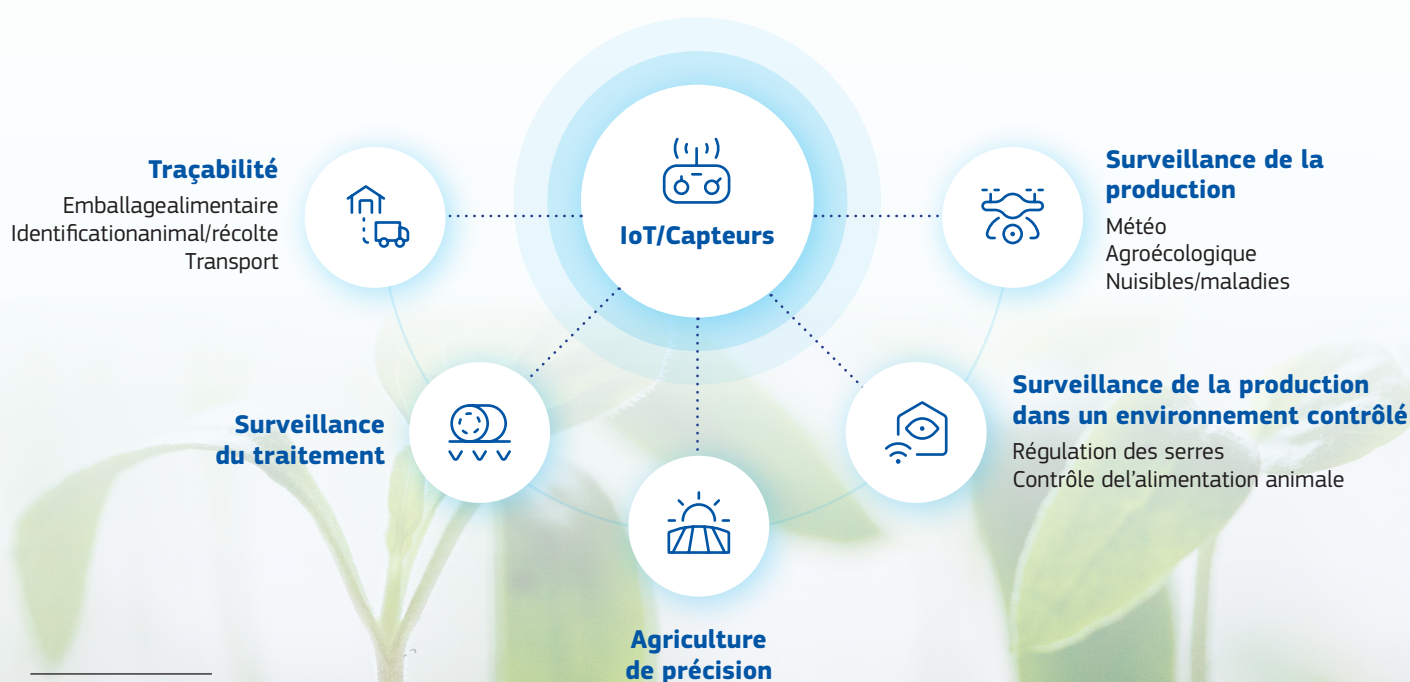 IoT/Capteurs
Traçabilité
Emballagealimentaire
Identificationanimal/récolte
Transport
Surveillance de la
production
Météo
Agroécologique
Nuisibles/maladies
Surveillance
du traitement
Surveillance de la production
dans un environnement contrôlé
Régulation des serres
Contrôle del'alimentation animale
Agriculture
de précision